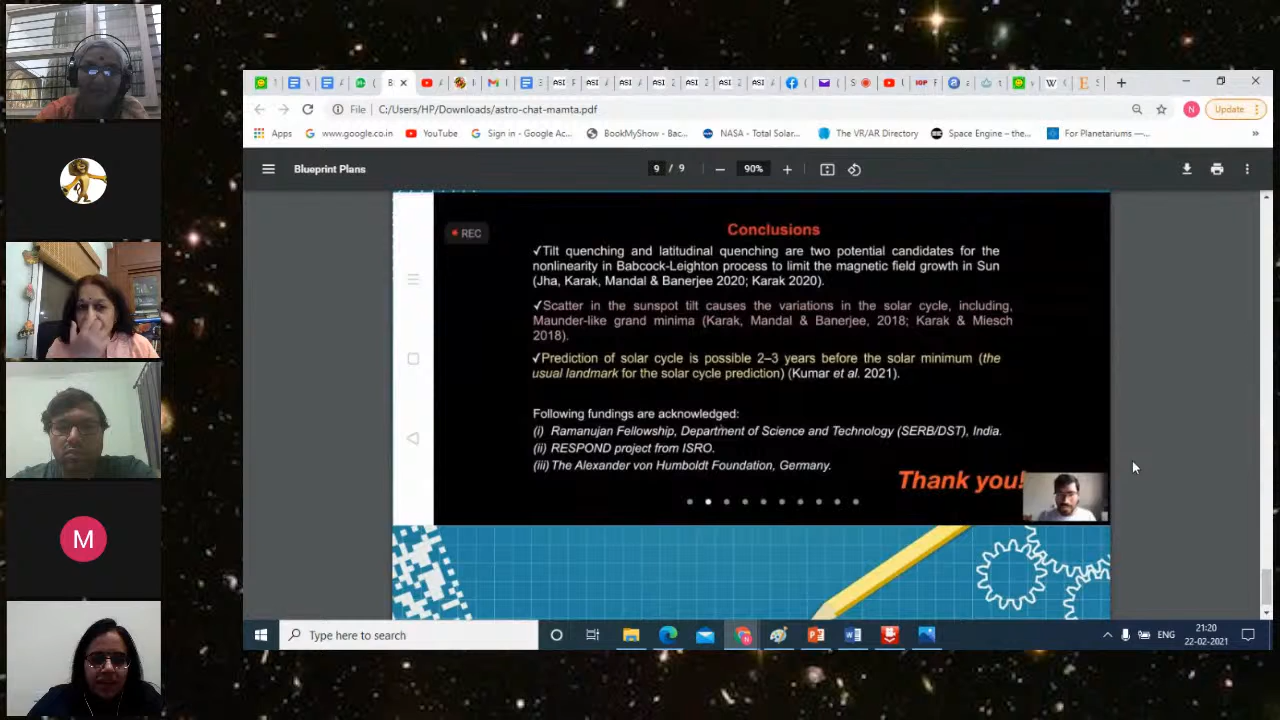 File
C:/Users/HP/Downloads/astro-chat-mamta.pdf
Update
Apps
www.google.co.in
YouTube
Sign in - Google Ac...
BookMyShow - Bac...
NASA - Total Solar...
The VR/AR Directory
Space Engine – the...
For Planetariums —...
Blueprint Plans
9 / 9
90%
REC
Conclusions
✓Tilt quenching and latitudinal quenching are two potential candidates for the
nonlinearity in Babcock-Leighton process to limit the magnetic field growth in Sun
(Jha, Karak, Mandal & Banerjee 2020; Karak 2020).
✓Scatter in the sunspot tilt causes the variations in the solar cycle, including,
Maunder-like grand minima (Karak, Mandal & Banerjee, 2018; Karak & Miesch
2018).
✓Prediction of solar cycle is possible 2–3 years before the solar minimum (the
usual landmark for the solar cycle prediction) (Kumar et al. 2021).
Following fundings are acknowledged:
(i) Ramanujan Fellowship, Department of Science and Technology (SERB/DST), India.
(ii) RESPOND project from ISRO.
(iii) The Alexander von Humboldt Foundation, Germany.
Thank you!
M
Type here to search
ENG
21:20
22-02-2021